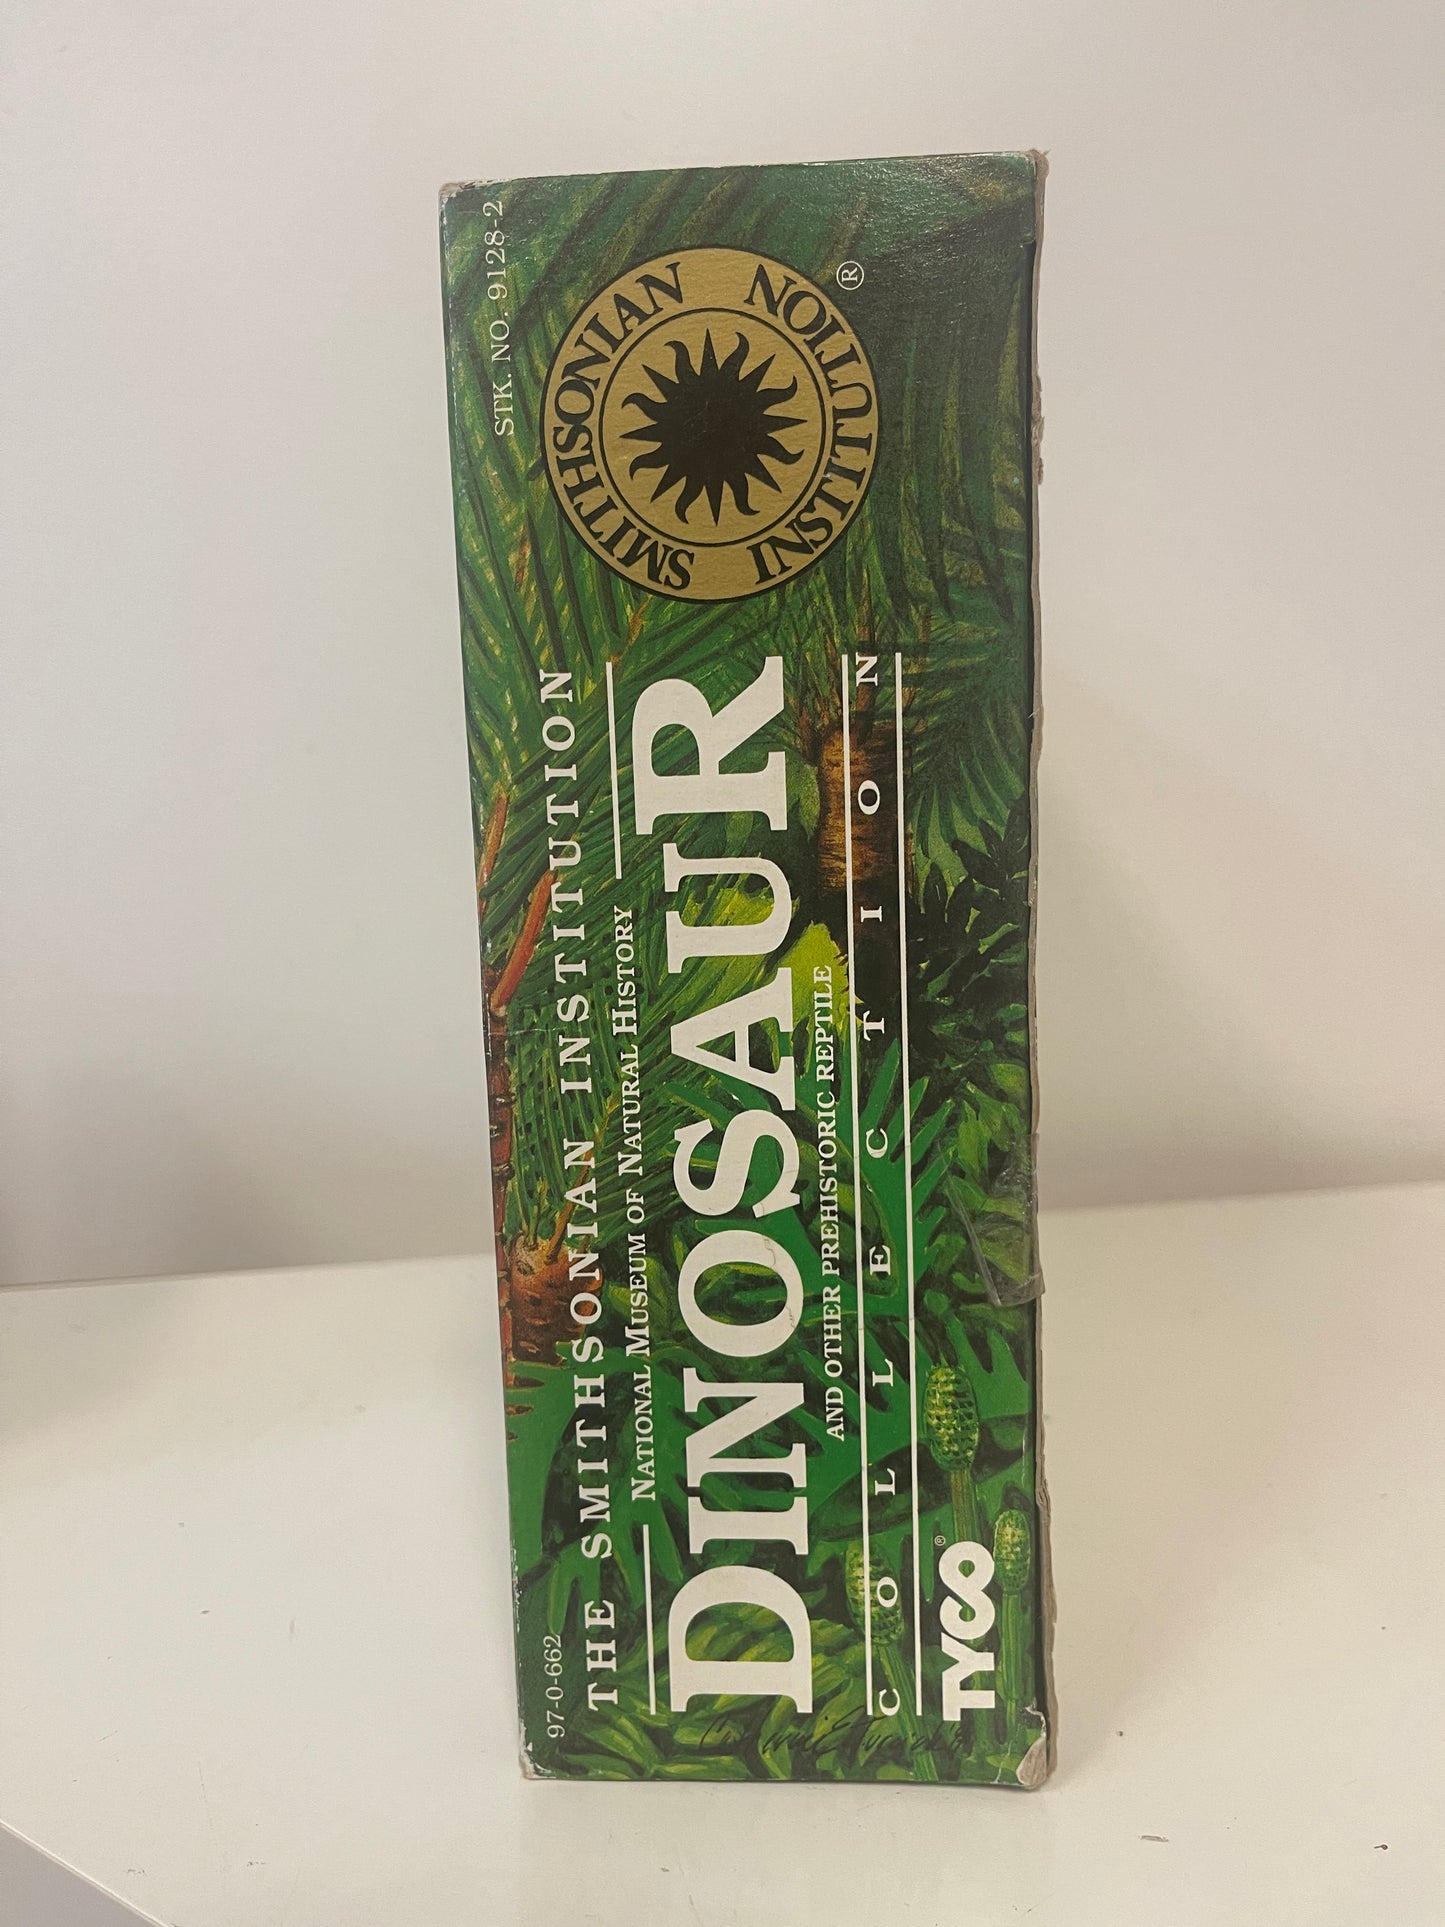 STK. NO. 9128-2
97-0-662
THE SMITHSONIAN INSTITUTION
NATIONAL MUSEUM OF NATURAL HISTORY
DINOSAUR
AND OTHER PREHISTORIC REPTILE
COLLECTION
TYCO®
SMITHSONIAN
INSTITUTION
®